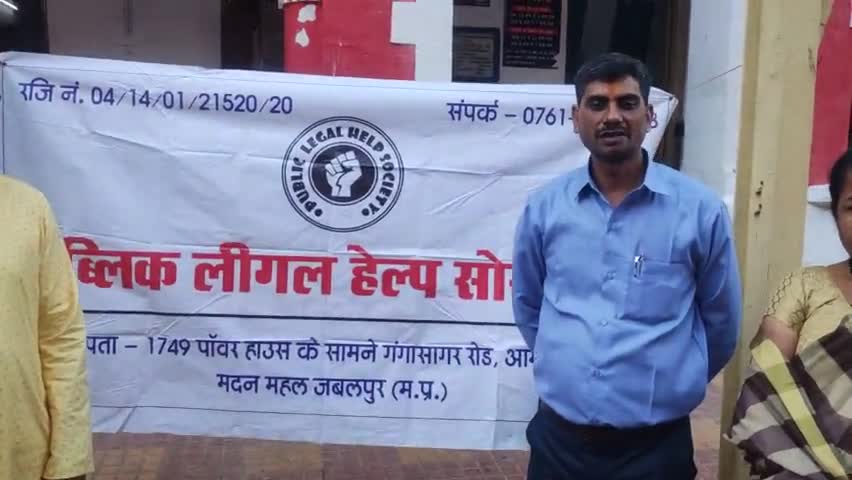 रजि नं. 04/14/01/21520/20
संपर्क - 0761-
PUBLIC LEGAL HELP SOCIETY
ब्लिक लीगल हेल्प सो
पता - 1749 पॉवर हाउस के सामने गंगासागर रोड,
मदन महल जबलपुर (म.प्र.)